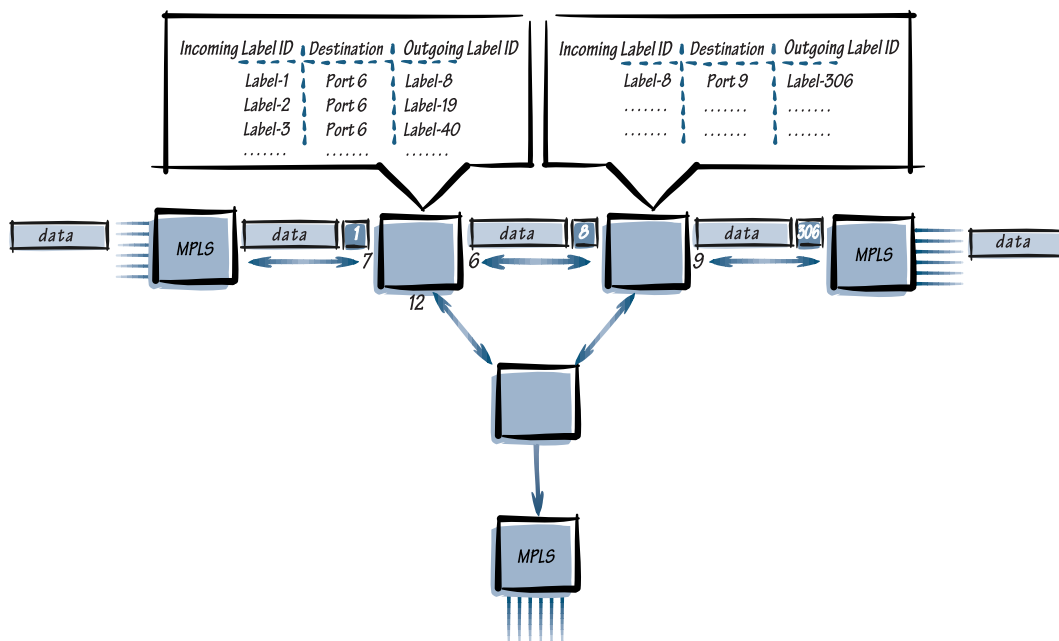 Incoming Label ID Destination Outgoing Label ID
Label-1 Port 6 Label-8
Label-2 Port 6 Label-19
Label-3 Port 6 Label-40
....... ....... .......
Incoming Label ID Destination Outgoing Label ID
Label-8 Port 9 Label-306
....... ....... .......
....... ....... .......
data MPLS data 1 data 8 data 306 MPLS data
7 6 9
12
MPLS